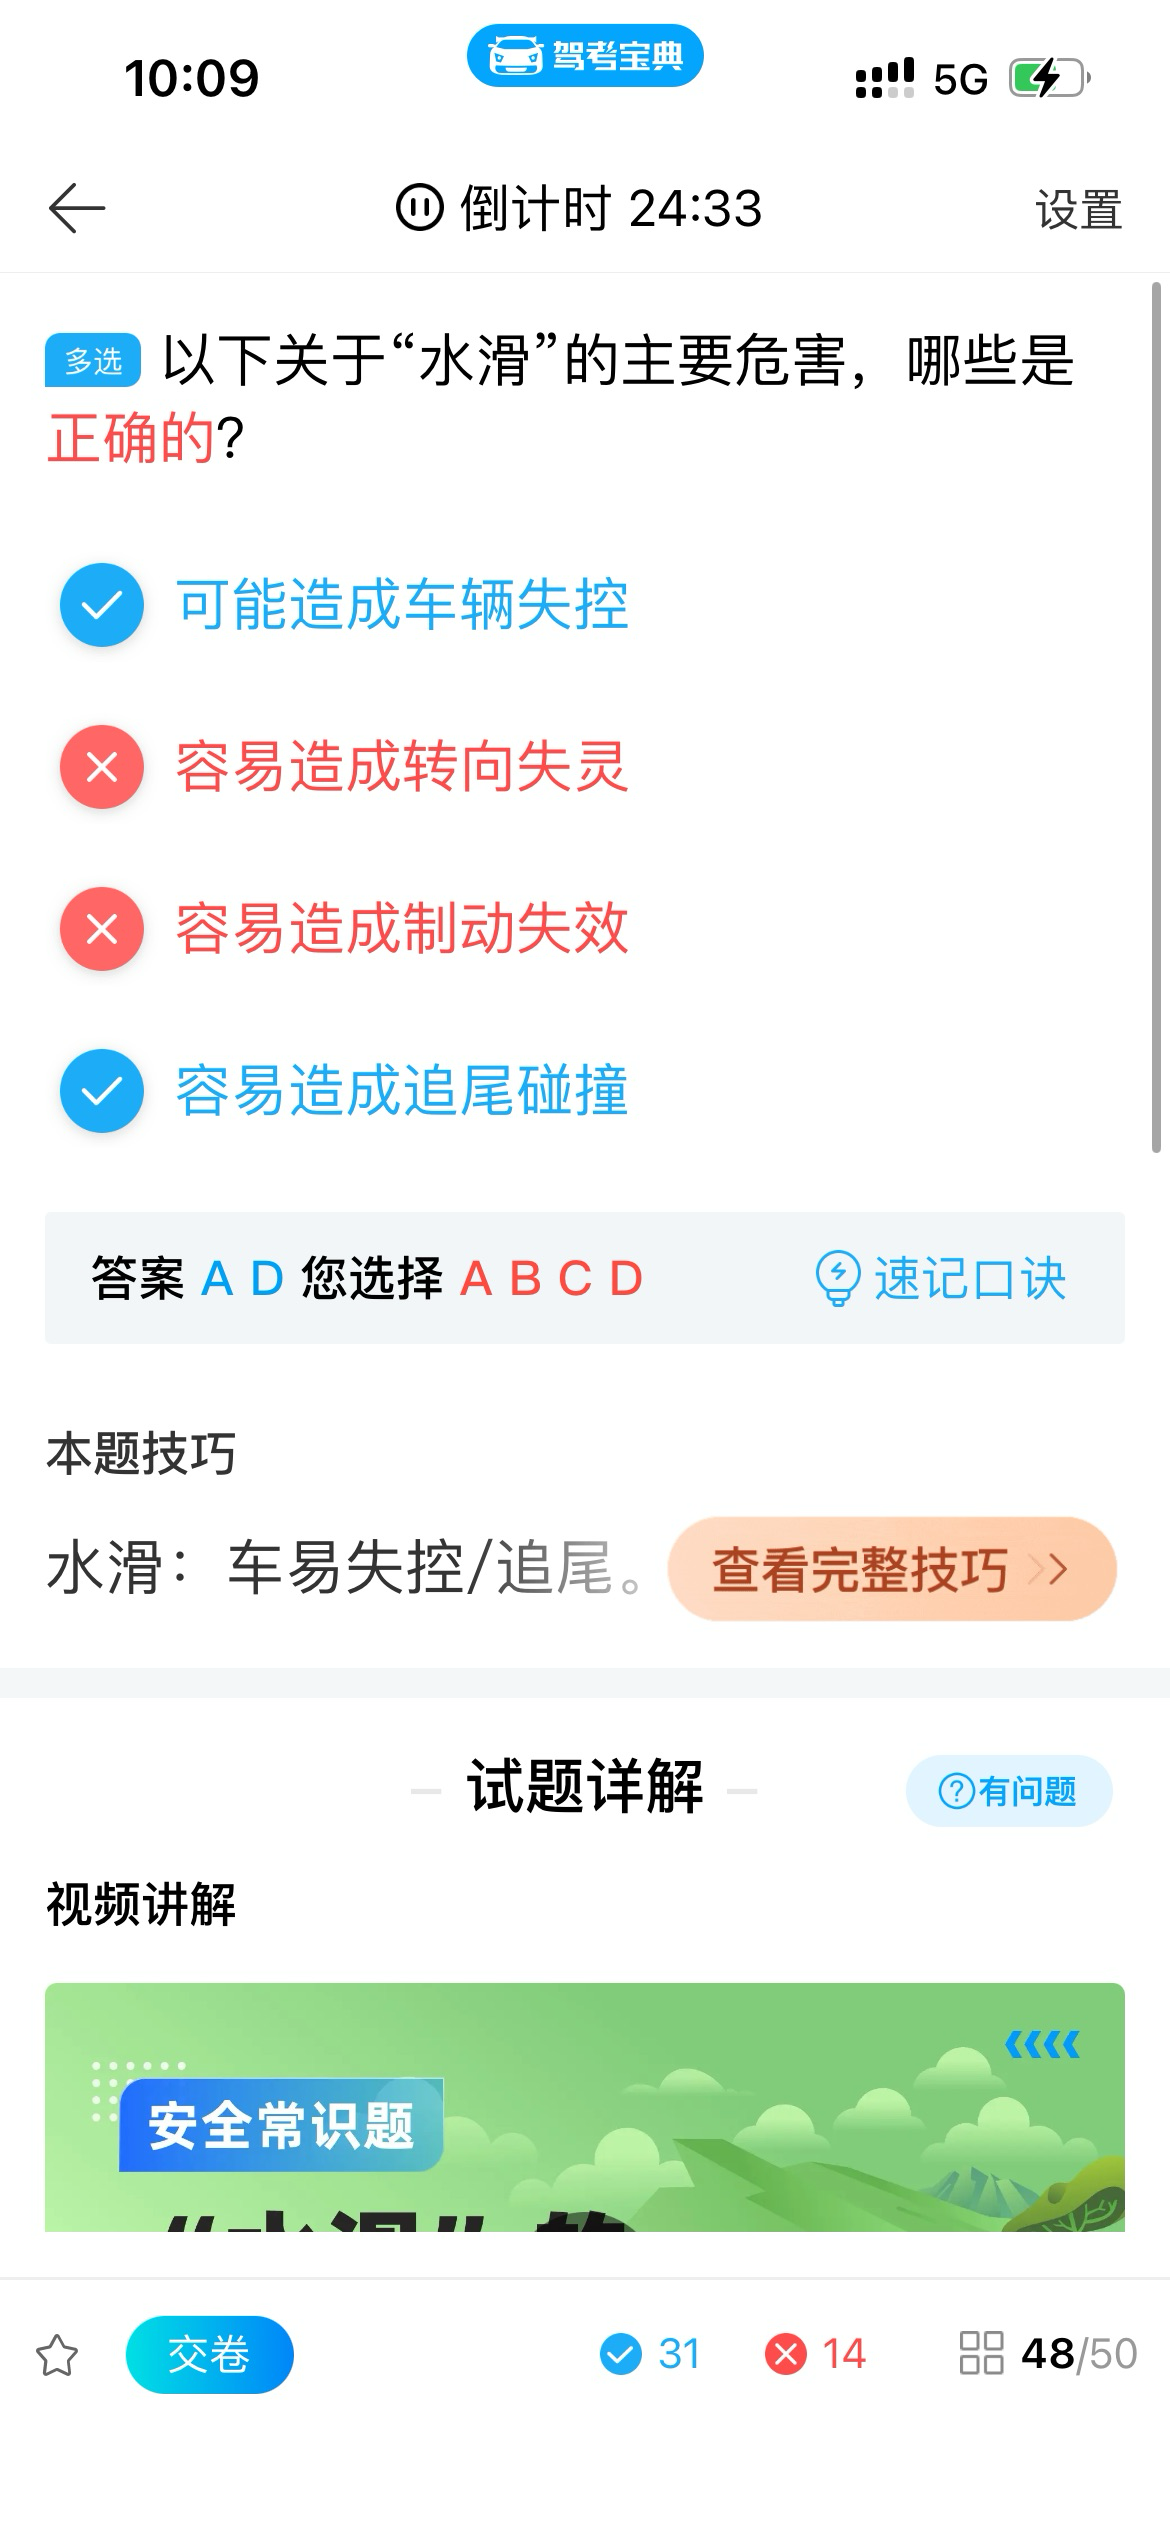 10:09
驾考宝典
5G
倒计时 24:33
设置
多选 以下关于“水滑”的主要危害，哪些是
正确的?
可能造成车辆失控
容易造成转向失灵
容易造成制动失效
容易造成追尾碰撞
答案 A D 您选择 A B C D
速记口诀
本题技巧
水滑：车易失控/追尾。
查看完整技巧
试题详解
有问题
视频讲解
安全常识题
“水滑”的
交卷
31
14
48/50